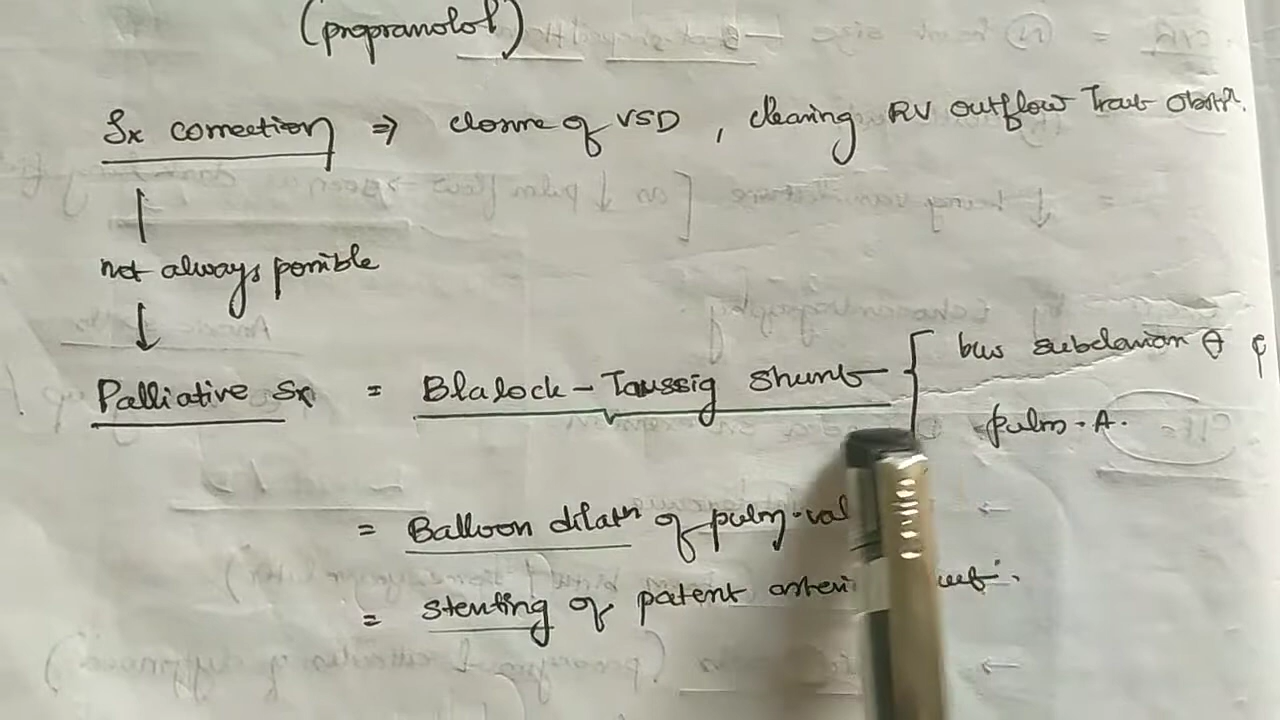 (propranolol)
Sx correction ⇒ closure of VSD, clearing RV outflow Tract Obstrn.
not always possible
Palliative Sx = Blalock-Taussig Shunt
b/w subclavian
pulm. A.
= Balloon dilatn of pulm. val
= stenting of patent arteri